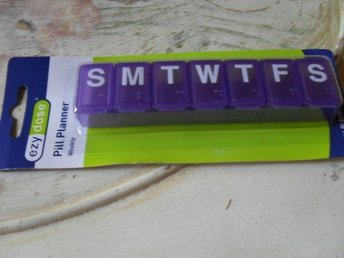 S M T W T F S
ezy dose
Pill Planner
Weekly